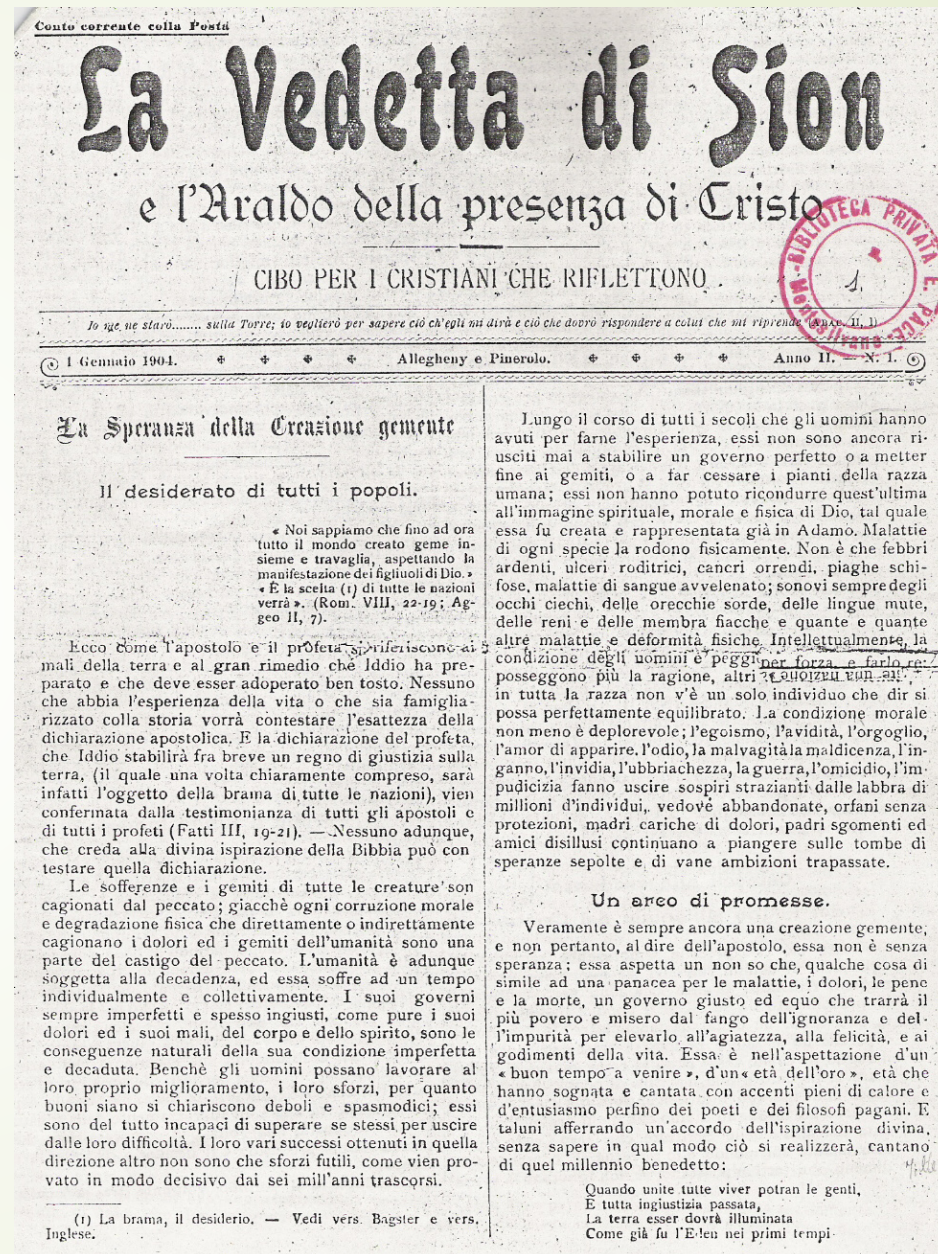 Conto corrente colla Posta
La Vedetta di Sion
e l'Araldo della presenza di Cristo
CIBO PER I CRISTIANI CHE RIFLETTONO.
BIBLIOTECA PRIVATA E. PACE
1.
Io me ne starò........ sulla Torre; io veglierò per sapere ciò ch'egli mi dirà e ciò che dovrò rispondere a colui che mi riprende (ABAC. II, 1)
1 Gennaio 1904. Allegheny e Pinerolo. Anno II. — N. 1.
La Speranza della Creazione gemente
Il desiderato di tutti i popoli.
« Noi sappiamo che fino ad ora
tutto il mondo creato geme in-
sieme e travaglia, aspettando la
manifestazione dei figliuoli di Dio. »
« È la scelta (1) di tutte le nazioni
verrà ». (Rom. VIII, 22-19; Ag-
geo II, 7).
Ecco come l'apostolo e il profeta si riferiscono ai
mali della terra e al gran rimedio che Iddio ha pre-
parato e che deve esser adoperato ben tosto. Nessuno
che abbia l'esperienza della vita o che sia famiglia-
rizzato colla storia vorrà contestare l'esattezza della
dichiarazione apostolica. E la dichiarazione del profeta,
che Iddio stabilirà fra breve un regno di giustizia sulla
terra, (il quale una volta chiaramente compreso, sarà
infatti l'oggetto della brama di tutte le nazioni), vien
confermata dalla testimonianza di tutti gli apostoli e
di tutti i profeti (Fatti III, 19-21). — Nessuno adunque,
che creda alla divina ispirazione della Bibbia può con
testare quella dichiarazione.
Le sofferenze e i gemiti di tutte le creature son
cagionati dal peccato; giacchè ogni corruzione morale
e degradazione fisica che direttamente o indirettamente
cagionano i dolori ed i gemiti dell'umanità sono una
parte del castigo del peccato. L'umanità è adunque
soggetta alla decadenza, ed essa soffre ad un tempo
individualmente e collettivamente. I suoi governi
sempre imperfetti e spesso ingiusti, come pure i suoi
dolori ed i suoi mali, del corpo e dello spirito, sono le
conseguenze naturali della sua condizione imperfetta
e decaduta. Benchè gli uomini possano lavorare al
loro proprio miglioramento, i loro sforzi, per quanto
buoni siano si chiariscono deboli e spasmodici; essi
sono del tutto incapaci di superare se stessi per uscire
dalle loro difficoltà. I loro vari successi ottenuti in quella
direzione altro non sono che sforzi futili, come vien pro-
vato in modo decisivo dai sei mill'anni trascorsi.
(1) La brama, il desiderio. — Vedi vers. Bagster e vers.
Inglese.
Lungo il corso di tutti i secoli che gli uomini hanno
avuti per farne l'esperienza, essi non sono ancora ri-
usciti mai a stabilire un governo perfetto o a metter
fine ai gemiti, o a far cessare i pianti della razza
umana; essi non hanno potuto ricondurre quest'ultima
all'immagine spirituale, morale e fisica di Dio, tal quale
essa fu creata e rappresentata già in Adamo. Malattie
di ogni specie la rodono fisicamente. Non è che febbri
ardenti, ulceri roditrici, cancri orrendi, piaghe schi-
fose, malattie di sangue avvelenato; sonovi sempre degli
occhi ciechi, delle orecchie sorde, delle lingue mute,
delle reni e delle membra fiacche e quante e quante
altre malattie e deformità fisiche. Intellettualmente, la
condizione degli uomini è peggi per forza, e farlo re-
posseggono più la ragione, altri
in tutta la razza non v'è un solo individuo che dir si
possa perfettamente equilibrato. La condizione morale
non meno è deplorevole; l'egoismo, l'avidità, l'orgoglio,
l'amor di apparire, l'odio, la malvagità la maldicenza, l'in-
ganno, l'invidia, l'ubbriachezza, la guerra, l'omicidio, l'im-
pudicizia fanno uscire sospiri strazianti dalle labbra di
millioni d'individui, vedove abbandonate, orfani senza
protezioni, madri cariche di dolori, padri sgomenti ed
amici disillusi continuano a piangere sulle tombe di
speranze sepolte e di vane ambizioni trapassate.
Un arco di promesse.
Veramente è sempre ancora una creazione gemente,
e non pertanto, al dire dell'apostolo, essa non è senza
speranza; essa aspetta un non so che, qualche cosa di
simile ad una panacea per le malattie, i dolori, le pene
e la morte, un governo giusto ed equo che trarrà il
più povero e misero dal fango dell'ignoranza e del-
l'impurità per elevarlo all'agiatezza, alla felicità, e ai
godimenti della vita. Essa è nell'aspettazione d'un
« buon tempo a venire », d'un « età dell'oro », età che
hanno sognata e cantata con accenti pieni di calore e
d'entusiasmo perfino dei poeti e dei filosofi pagani. E
taluni afferrando un'accordo dell'ispirazione divina,
senza sapere in qual modo ciò si realizzerà, cantano
di quel millennio benedetto:
Quando unite tutte viver potran le genti,
E tutta ingiustizia passata,
La terra esser dovrà illuminata
Come già fu l'Eden nei primi tempi